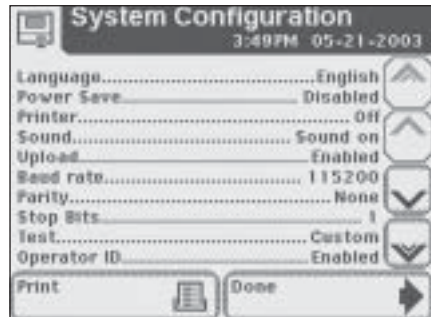 System Configuration
3:49PM 05-21-2003
Language....................................English
Power Save..............................Disabled
Printer.............................................Off
Sound......................................Sound on
Upload.....................................Enabled
Baud rate...................................115200
Parity...........................................None
Stop Bits............................................1
Test.........................................Custom
Operator ID..............................Enabled
Print
Done